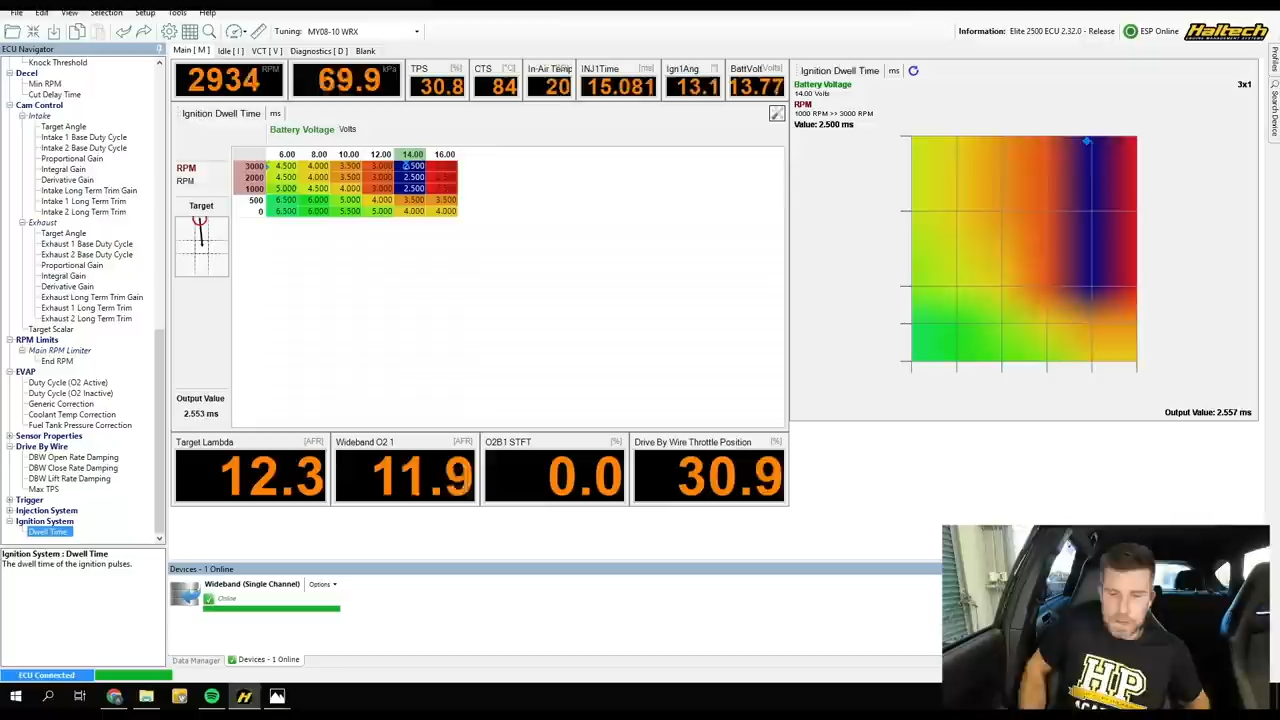 File Edit View Selection Setup Tools Help
Tuning: MY08-10 WRX
Information: Elite 2500 ECU 2.32.0 - Release
ESP Online
Haltech
ENGINE MANAGEMENT SYSTEMS
ECU Navigator
Main [ M ] Idle [ I ] VCT [ V ] Diagnostics [ D ] Blank
Knock Threshold
Decel
Min RPM
Cut Delay Time
Cam Control
Intake
Target Angle
Intake 1 Base Duty Cycle
Intake 2 Base Duty Cycle
Proportional Gain
Integral Gain
Derivative Gain
Intake Long Term Trim Gain
Intake 1 Long Term Trim
Intake 2 Long Term Trim
Exhaust
Target Angle
Exhaust 1 Base Duty Cycle
Exhaust 2 Base Duty Cycle
Proportional Gain
Integral Gain
Derivative Gain
Exhaust Long Term Trim Gain
Exhaust 1 Long Term Trim
Exhaust 2 Long Term Trim
Target Scalar
RPM Limits
Main RPM Limiter
End RPM
EVAP
Duty Cycle (O2 Active)
Duty Cycle (O2 Inactive)
Generic Correction
Coolant Temp Correction
Fuel Tank Pressure Correction
Sensor Properties
Drive By Wire
DBW Open Rate Damping
DBW Close Rate Damping
DBW Lift Rate Damping
Max TPS
Trigger
Injection System
Ignition System
Dwell Time
Ignition System : Dwell Time
The dwell time of the ignition pulses.
ECU Connected
2934 RPM
69.9 kPa
TPS [%] 30.8
CTS [°C] 84
In-Air Temp 20
INJ1Time [ms] 15.081
Ign1Ang [°] 13.1
BattVolt [Volts] 13.77
Ignition Dwell Time ms
Battery Voltage Volts
6.00 8.00 10.00 12.00 14.00 16.00
RPM
RPM
3000 4.500 4.000 3.500 3.000 2.500
2000 4.500 4.000 3.500 3.000 2.500
1000 5.000 4.500 4.000 3.000 2.500
500 6.500 6.000 5.000 4.000 3.500 3.500
0 6.500 6.000 5.500 5.000 4.000 4.000
Target
Output Value
2.553 ms
Ignition Dwell Time ms
Battery Voltage
14.00 Volts
RPM
1000 RPM >> 3000 RPM
Value: 2.500 ms
3x1
Output Value: 2.557 ms
Files
Search Device
Target Lambda [AFR] 12.3
Wideband O2 1 [AFR] 11.9
O2B1 STFT [%] 0.0
Drive By Wire Throttle Position [%] 30.9
Devices - 1 Online
Wideband (Single Channel) Options
Online
Data Manager Devices - 1 Online
HP